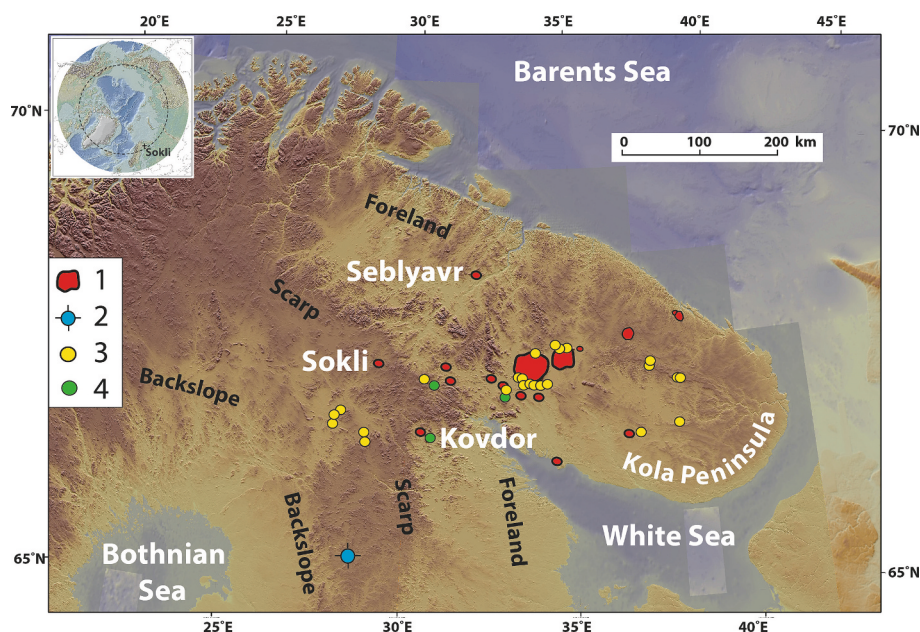 20°E
25°E
30°E
35°E
40°E
45°E
Barents Sea
70°N
70°N
0 100 200 km
Sokli
Foreland
Seblyavr
1
2
3
4
Scarp
Sokli
Backslope
Kovdor
Kola Peninsula
Backslope
Scarp
Foreland
White Sea
Bothnian
Sea
65°N
65°N
25°E
30°E
35°E
40°E